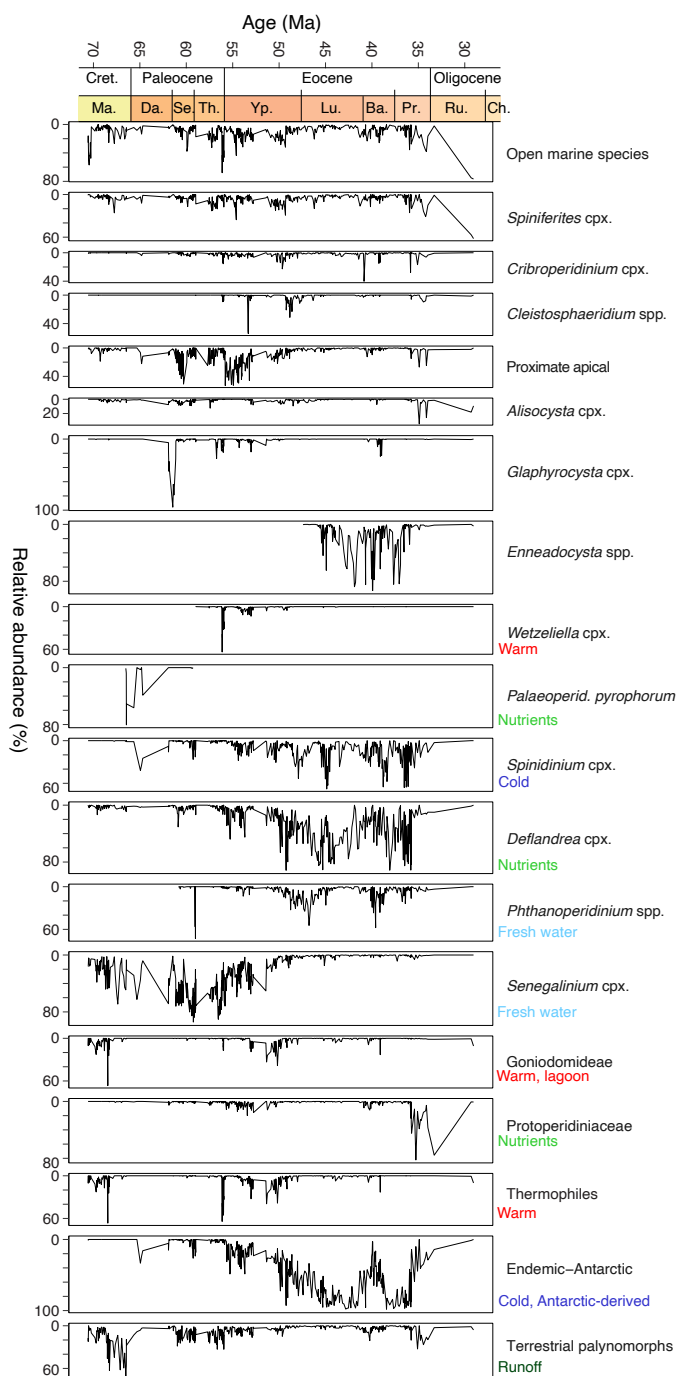 Age (Ma)
70 65 60 55 50 45 40 35 30
Cret. Paleocene Eocene Oligocene
Ma. Da. Se. Th. Yp. Lu. Ba. Pr. Ru. Ch.
0
Open marine species
80
0
Spiniferites cpx.
60
0
Cribroperidinium cpx.
40
0
Cleistosphaeridium spp.
40
0
Proximate apical
40
0
Alisocysta cpx.
20
0
Glaphyrocysta cpx.
100
0
Enneadocysta spp.
80
0
Wetzeliella cpx.
60
Warm
0
Palaeoperid. pyrophorum
80
Nutrients
0
Spinidinium cpx.
60
Cold
0
Deflandrea cpx.
80
Nutrients
0
Phthanoperidinium spp.
60
Fresh water
0
Senegalinium cpx.
80
Fresh water
0
Goniodomideae
60
Warm, lagoon
0
Protoperidiniaceae
80
Nutrients
0
Thermophiles
60
Warm
0
Endemic–Antarctic
100
Cold, Antarctic-derived
0
Terrestrial palynomorphs
60
Runoff
Relative abundance (%)